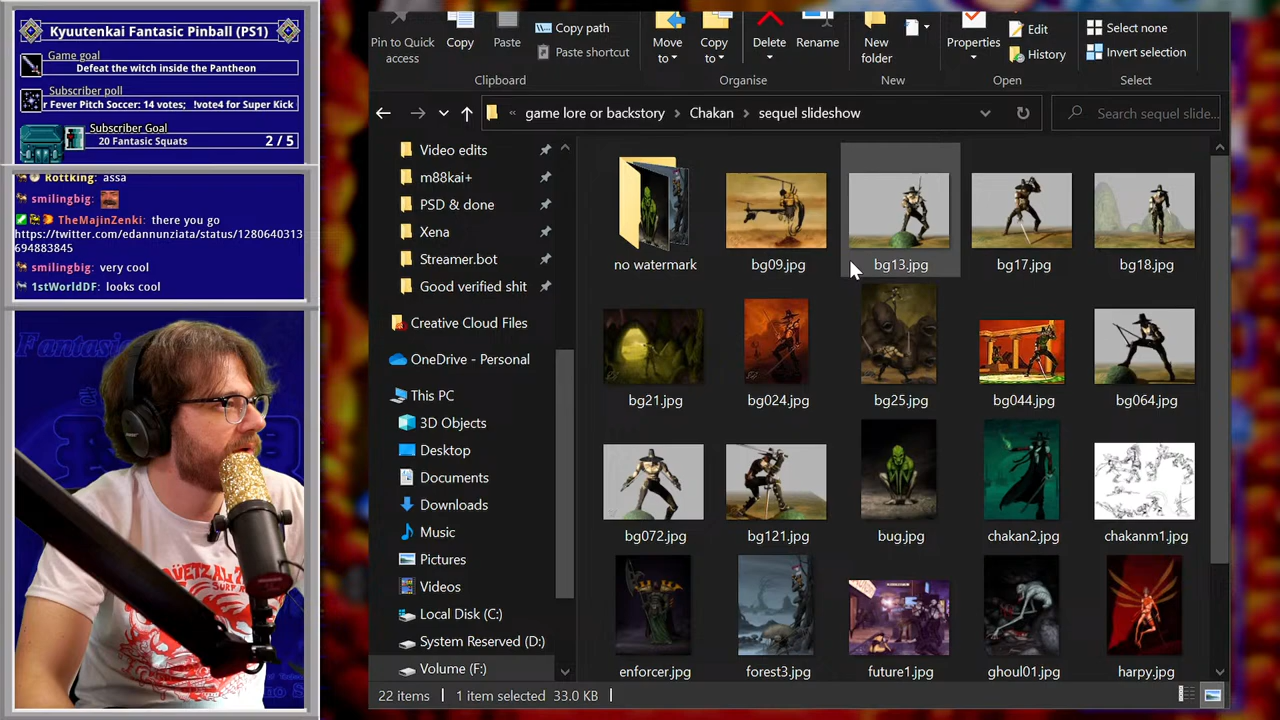 Kyuutenkai Fantasic Pinball (PS1)
Game goal
Defeat the witch inside the Pantheon
Subscriber poll
r Fever Pitch Soccer: 14 votes;   !vote4 for Super Kick
Subscriber Goal
20 Fantasic Squats
2 / 5
Rottking: assa
smilingbig:
TheMajinZenki: there you go
https://twitter.com/edannunziata/status/1280640313
694883845
smilingbig: very cool
1stWorldDF: looks cool
Pin to Quick
access
Copy
Paste
Copy path
Paste shortcut
Clipboard
Move
to
Copy
to
Delete
Rename
Organise
New
folder
New
Properties
Edit
History
Open
Select none
Invert selection
Select
« game lore or backstory > Chakan > sequel slideshow
Search sequel slide...
Video edits
m88kai+
PSD & done
Xena
Streamer.bot
Good verified shit
Creative Cloud Files
OneDrive - Personal
This PC
3D Objects
Desktop
Documents
Downloads
Music
Pictures
Videos
Local Disk (C:)
System Reserved (D:)
Volume (F:)
no watermark
bg09.jpg
bg13.jpg
bg17.jpg
bg18.jpg
bg21.jpg
bg024.jpg
bg25.jpg
bg044.jpg
bg064.jpg
bg072.jpg
bg121.jpg
bug.jpg
chakan2.jpg
chakanm1.jpg
enforcer.jpg
forest3.jpg
future1.jpg
ghoul01.jpg
harpy.jpg
22 items
1 item selected 33.0 KB